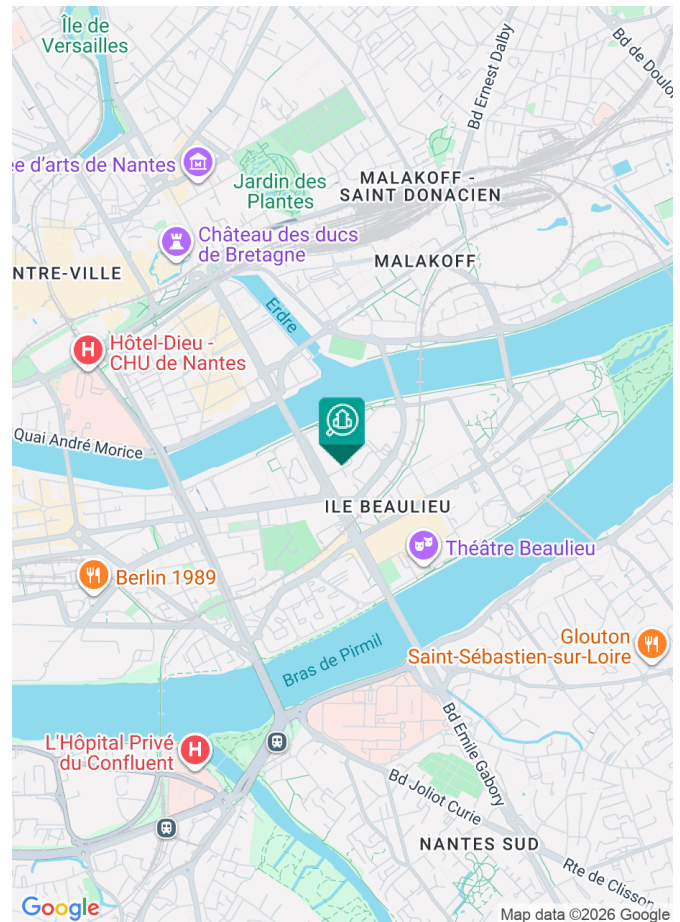 Île de
Versailles
Bd Ernest Dalby
Bd de Doulon
ee d'arts de Nantes
Jardin des
Plantes
MALAKOFF -
SAINT DONACIEN
Château des ducs
de Bretagne
MALAKOFF
NTRE-VILLE
Erdre
H
Hôtel-Dieu -
CHU de Nantes
Quai André Morice
ILE BEAULIEU
Théâtre Beaulieu
Berlin 1989
Glouton
Saint-Sébastien-sur-Loire
Bras de Pirmil
L'Hôpital Privé
du Confluent
H
Bd Emile Gabory
Bd Joliot Curie
NANTES SUD
Rte de Clisson
Google
Map data ©2026 Google